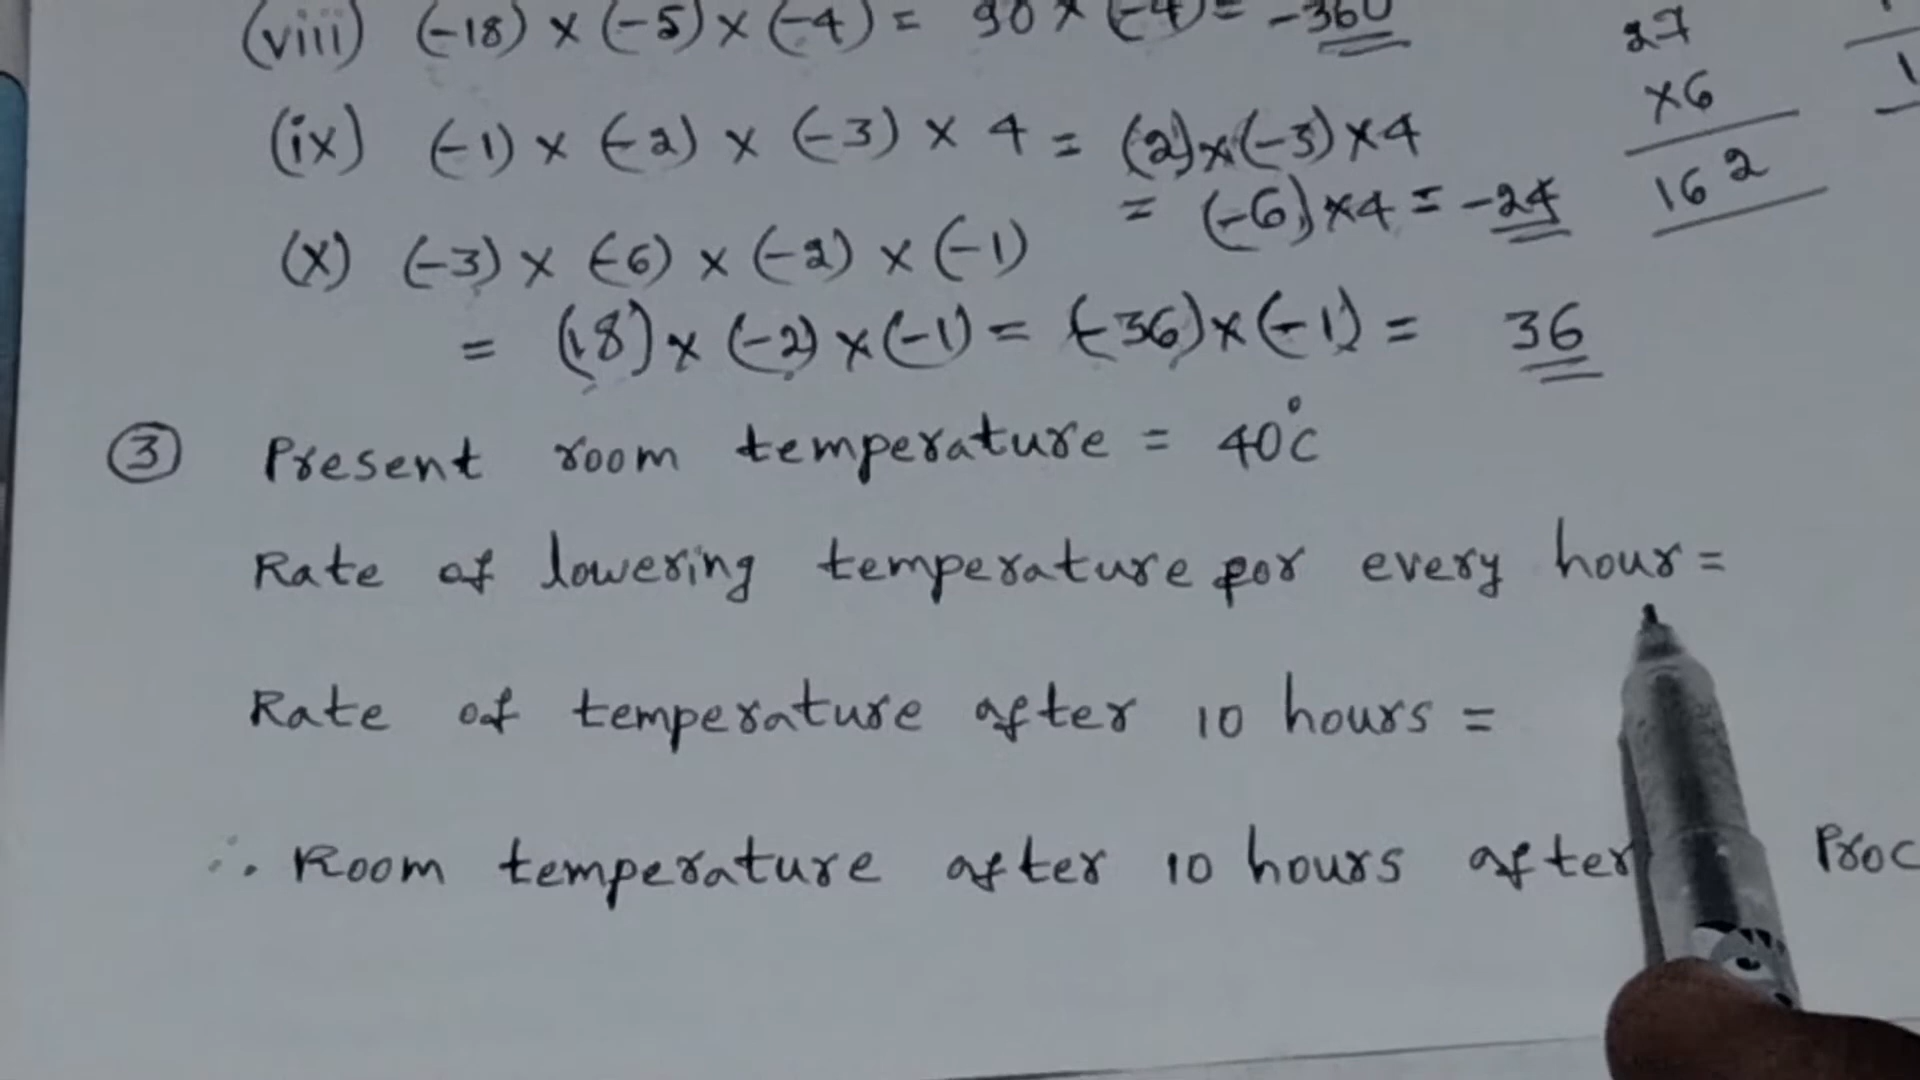 (viii) (-18) × (-5) × (-4) = 90 × (-4) = -360
(ix) (-1) × (-2) × (-3) × 4 = (2) × (-3) × 4
= (-6) × 4 = -24
(x) (-3) × (-6) × (-2) × (-1)
= (18) × (-2) × (-1) = (-36) × (-1) = 36
27
×6
162
3 Present room temperature = 40°C
Rate of lowering temperature for every hour =
Rate of temperature after 10 hours =
∴ Room temperature after 10 hours after Proc